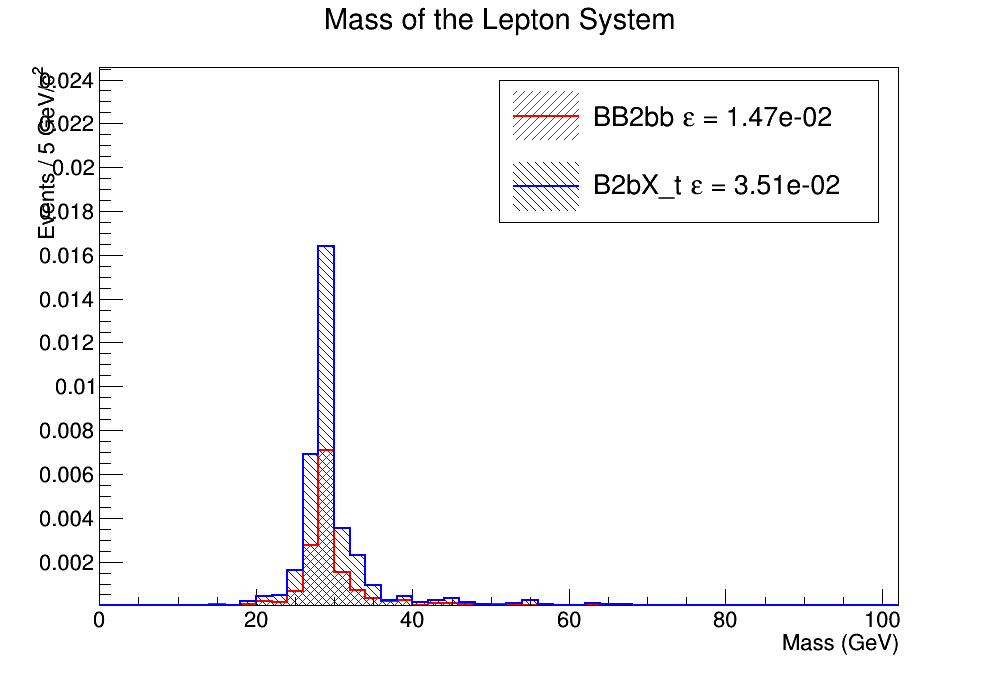 Mass of the Lepton System
Events / 5 GeV/c²
0.024
0.022
0.02
0.018
0.016
0.014
0.012
0.01
0.008
0.006
0.004
0.002
BB2bb ε = 1.47e-02
B2bX_t ε = 3.51e-02
0 20 40 60 80 100
Mass (GeV)